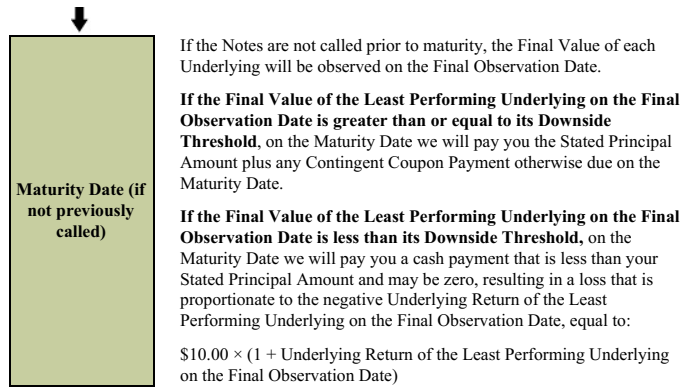 Maturity Date (if
not previously
called)
If the Notes are not called prior to maturity, the Final Value of each
Underlying will be observed on the Final Observation Date.
If the Final Value of the Least Performing Underlying on the Final
Observation Date is greater than or equal to its Downside
Threshold, on the Maturity Date we will pay you the Stated Principal
Amount plus any Contingent Coupon Payment otherwise due on the
Maturity Date.
If the Final Value of the Least Performing Underlying on the Final
Observation Date is less than its Downside Threshold, on the
Maturity Date we will pay you a cash payment that is less than your
Stated Principal Amount and may be zero, resulting in a loss that is
proportionate to the negative Underlying Return of the Least
Performing Underlying on the Final Observation Date, equal to:
$10.00 × (1 + Underlying Return of the Least Performing Underlying
on the Final Observation Date)